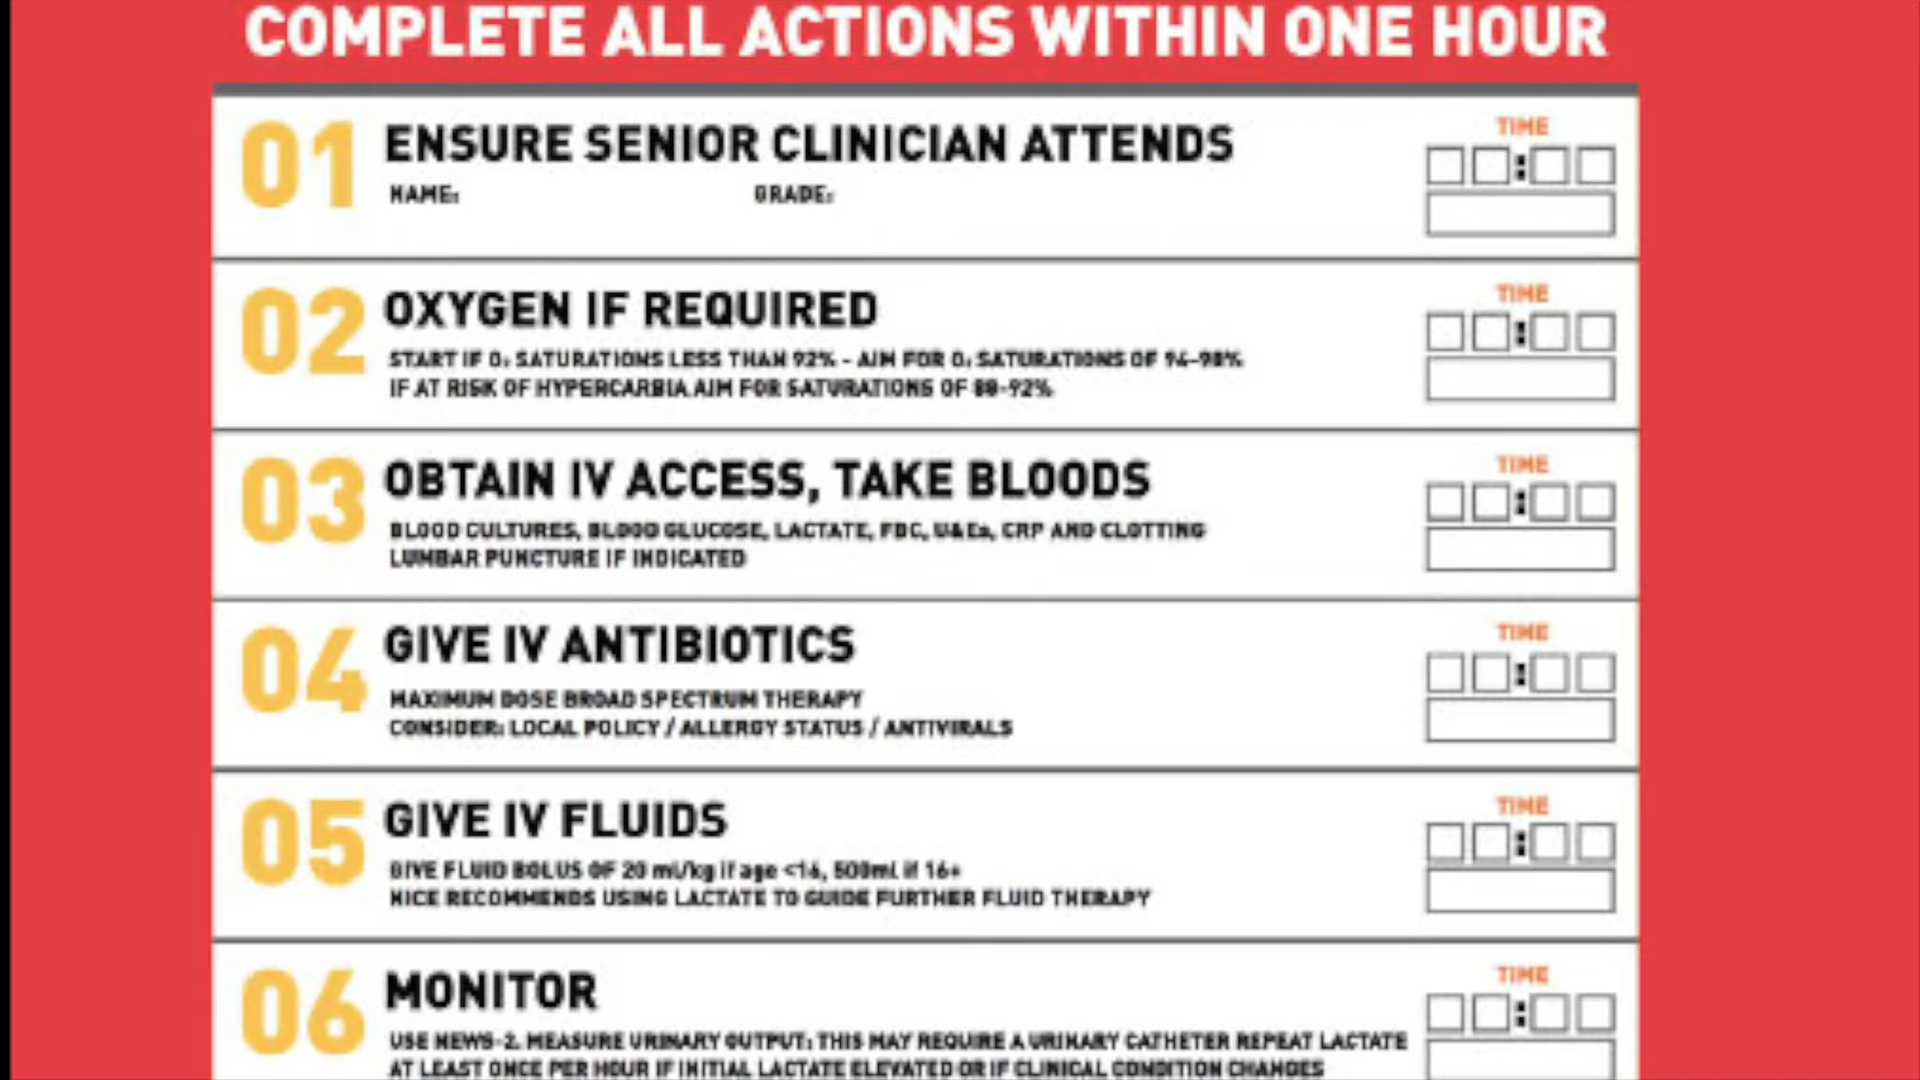 COMPLETE ALL ACTIONS WITHIN ONE HOUR
01 ENSURE SENIOR CLINICIAN ATTENDS
NAME: GRADE:
TIME
02 OXYGEN IF REQUIRED
START IF O₂ SATURATIONS LESS THAN 92% - AIM FOR O₂ SATURATIONS OF 94-98%
IF AT RISK OF HYPERCARBIA AIM FOR SATURATIONS OF 88-92%
TIME
03 OBTAIN IV ACCESS, TAKE BLOODS
BLOOD CULTURES, BLOOD GLUCOSE, LACTATE, FBC, U&Es, CRP AND CLOTTING
LUMBAR PUNCTURE IF INDICATED
TIME
04 GIVE IV ANTIBIOTICS
MAXIMUM DOSE BROAD SPECTRUM THERAPY
CONSIDER: LOCAL POLICY / ALLERGY STATUS / ANTIVIRALS
TIME
05 GIVE IV FLUIDS
GIVE FLUID BOLUS OF 20 ml/kg if age <16, 500ml if 16+
NICE RECOMMENDS USING LACTATE TO GUIDE FURTHER FLUID THERAPY
TIME
06 MONITOR
USE NEWS-2. MEASURE URINARY OUTPUT: THIS MAY REQUIRE A URINARY CATHETER REPEAT LACTATE
AT LEAST ONCE PER HOUR IF INITIAL LACTATE ELEVATED OR IF CLINICAL CONDITION CHANGES
TIME